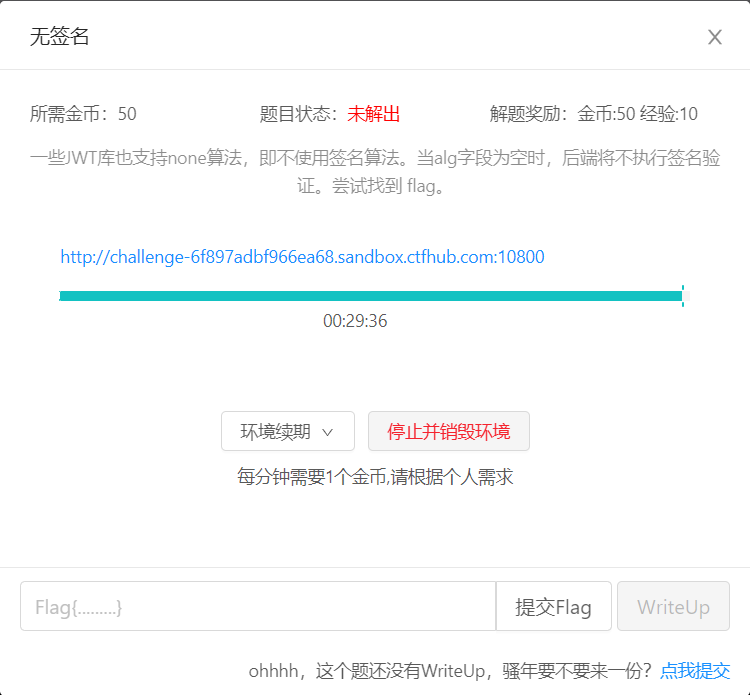 无签名
所需金币：50 题目状态：未解出 解题奖励：金币:50 经验:10
一些JWT库也支持none算法，即不使用签名算法。当alg字段为空时，后端将不执行签名验
证。尝试找到 flag。
http://challenge-6f897adbf966ea68.sandbox.ctfhub.com:10800
00:29:36
环境续期 停止并销毁环境
每分钟需要1个金币,请根据个人需求
Flag{.........} 提交Flag WriteUp
ohhhh，这个题还没有WriteUp，骚年要不要来一份？点我提交